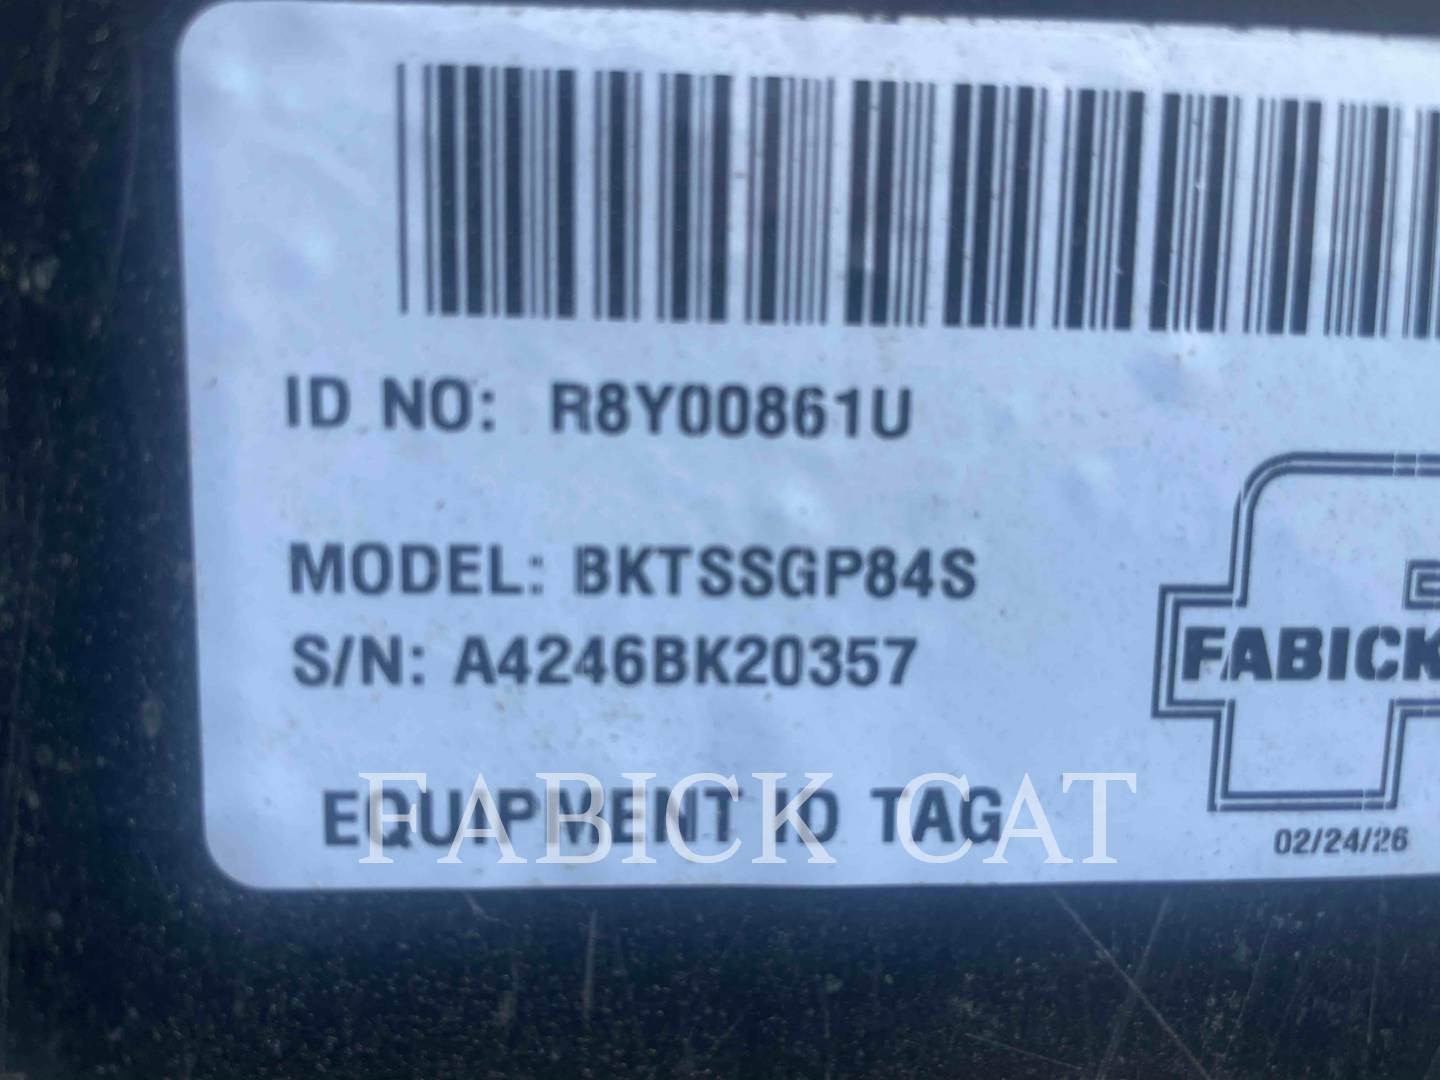 ID NO: R8Y00861U
MODEL: BKTSSGP84S
S/N: A4246BK20357
FABICK
EQUIPMENT ID TAG
FABICK CAT
02/24/26